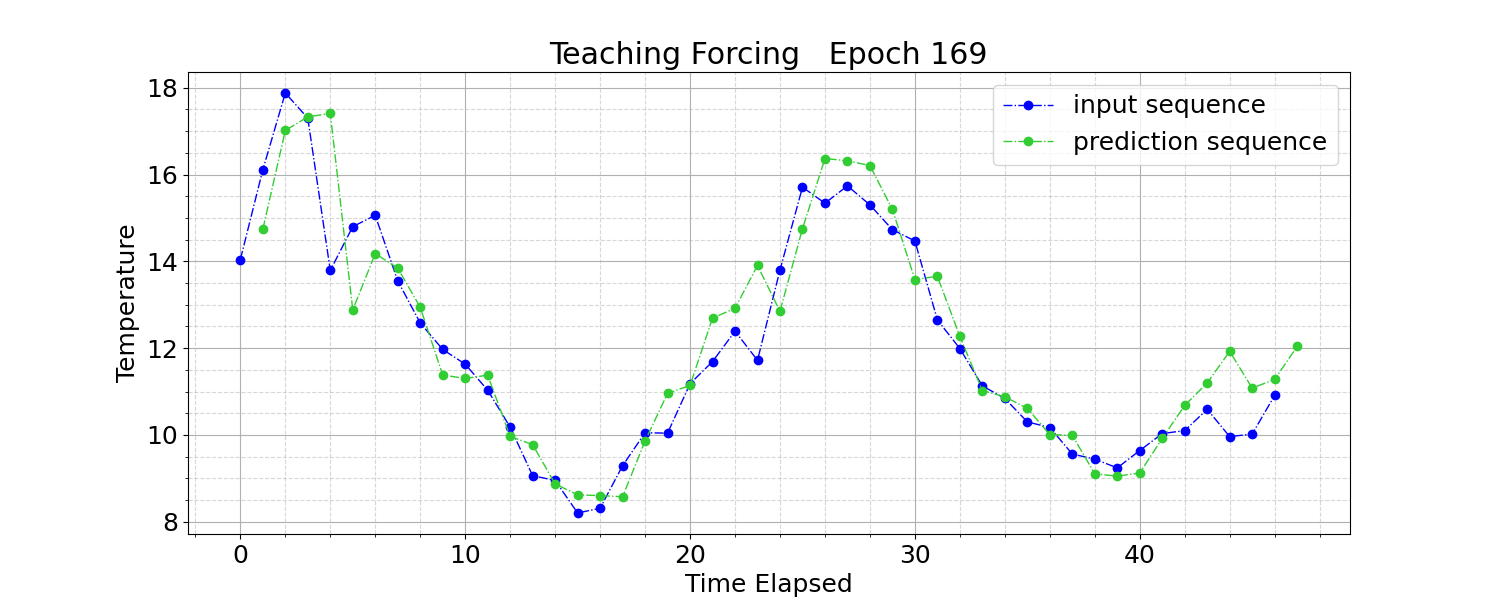 Teaching Forcing   Epoch 169
input sequence
prediction sequence
Temperature
18
16
14
12
10
8
0 10 20 30 40
Time Elapsed